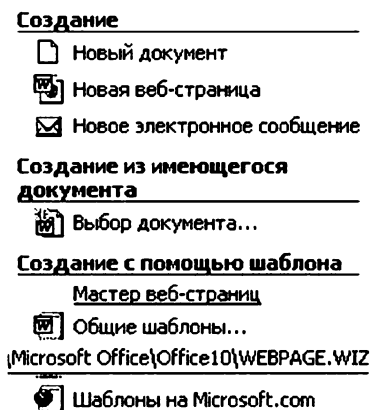 Создание
Новый документ
Новая веб-страница
Новое электронное сообщение
Создание из имеющегося
документа
Выбор документа...
Создание с помощью шаблона
Мастер веб-страниц
Общие шаблоны...
\Microsoft Office\Office10\WEBPAGE.WIZ
Шаблоны на Microsoft.com